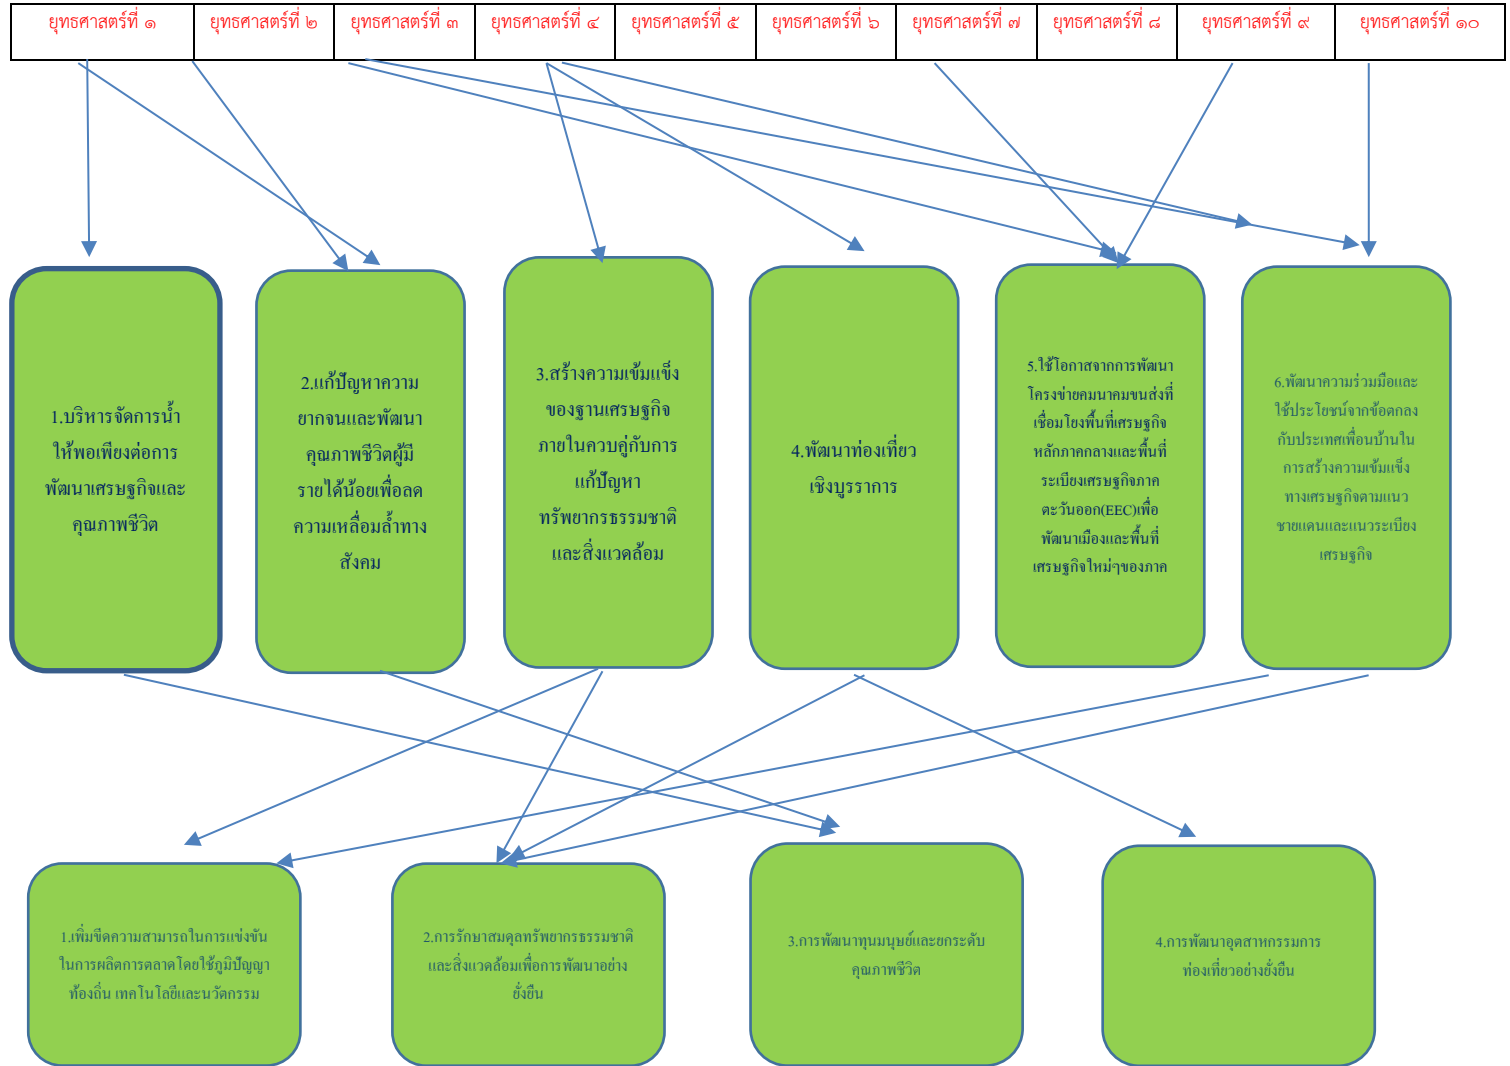 ยุทธศาสตร์ที่ ๑ ยุทธศาสตร์ที่ ๒ ยุทธศาสตร์ที่ ๓ ยุทธศาสตร์ที่ ๔ ยุทธศาสตร์ที่ ๕ ยุทธศาสตร์ที่ ๖ ยุทธศาสตร์ที่ ๗ ยุทธศาสตร์ที่ ๘ ยุทธศาสตร์ที่ ๙ ยุทธศาสตร์ที่ ๑๐
1.บริหารจัดการน้ำ
ให้พอเพียงต่อการ
พัฒนาเศรษฐกิจและ
คุณภาพชีวิต
2.แก้ปัญหาความ
ยากจนและพัฒนา
คุณภาพชีวิตผู้มี
รายได้น้อยเพื่อลด
ความเหลื่อมล้ำทาง
สังคม
3.สร้างความเข้มแข็ง
ของฐานเศรษฐกิจ
ภายในควบคู่กับการ
แก้ปัญหา
ทรัพยากรธรรมชาติ
และสิ่งแวดล้อม
4.พัฒนาท่องเที่ยว
เชิงบูรราการ
5.ใช้โอกาสจากการพัฒนา
โครงข่ายคมนาคมขนส่งที่
เชื่อมโยงพื้นที่เศรษฐกิจ
หลักภาคกลางและพื้นที่
ระเบียงเศรษฐกิจภาค
ตะวันออก(EEC)เพื่อ
พัฒนาเมืองและพื้นที่
เศรษฐกิจใหม่ๆของภาค
6.พัฒนาความร่วมมือและ
ใช้ประโยชน์จากข้อตกลง
กับประเทศเพื่อนบ้านใน
การสร้างความเข้มแข็ง
ทางเศรษฐกิจตามแนว
ชายแดนและแนวระเบียง
เศรษฐกิจ
1.เพิ่มขีดความสามารถในการแข่งขัน
ในการผลิตการตลาดโดยใช้ภูมิปัญญา
ท้องถิ่น เทคโนโลยีและนวัตกรรม
2.การรักษาสมดุลทรัพยากรธรรมชาติ
และสิ่งแวดล้อมเพื่อการพัฒนาอย่าง
ยั่งยืน
3.การพัฒนาทุนมนุษย์และยกระดับ
คุณภาพชีวิต
4.การพัฒนาอุตสาหกรรมการ
ท่องเที่ยวอย่างยั่งยืน